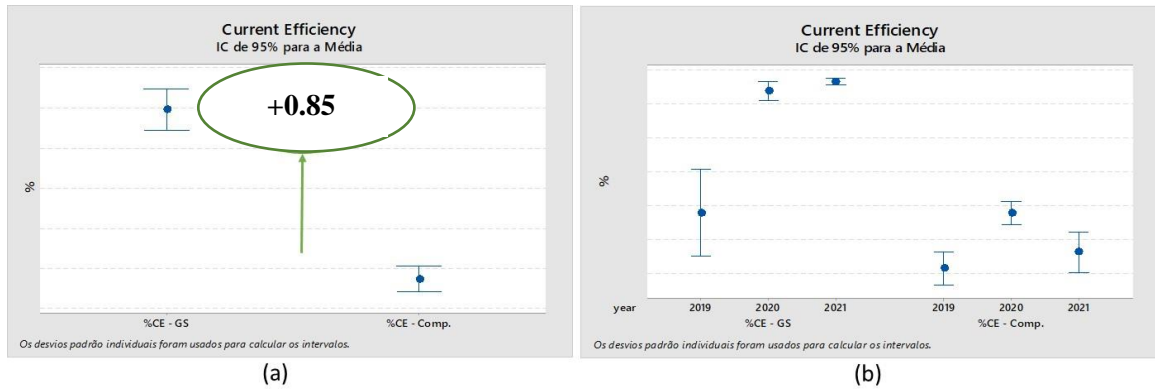 Current Efficiency
IC de 95% para a Média
+0.85
%
%CE - GS %CE - Comp.
Os desvios padrão individuais foram usados para calcular os intervalos.
(a)
Current Efficiency
IC de 95% para a Média
%
year 2019 2020 2021 2019 2020 2021
%CE - GS %CE - Comp.
Os desvios padrão individuais foram usados para calcular os intervalos.
(b)